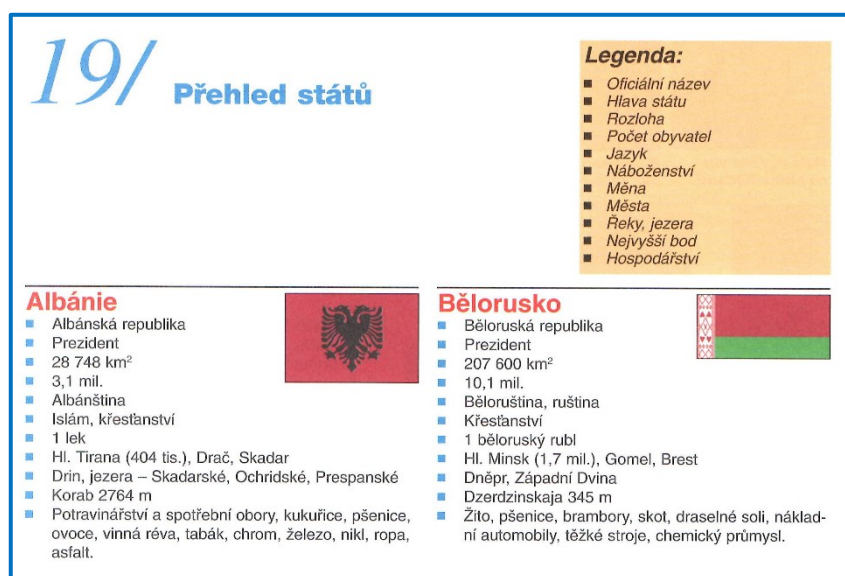 19/ Přehled států
Legenda:
■ Oficiální název
■ Hlava státu
■ Rozloha
■ Počet obyvatel
■ Jazyk
■ Náboženství
■ Měna
■ Města
■ Řeky, jezera
■ Nejvyšší bod
■ Hospodářství
Albánie
■ Albánská republika
■ Prezident
■ 28 748 km²
■ 3,1 mil.
■ Albánština
■ Islám, křesťanství
■ 1 lek
■ Hl. Tirana (404 tis.), Drač, Skadar
■ Drin, jezera – Skadarské, Ochridské, Prespanské
■ Korab 2764 m
■ Potravinářství a spotřební obory, kukuřice, pšenice,
ovoce, vinná réva, tabák, chrom, železo, nikl, ropa,
asfalt.
Bělorusko
■ Běloruská republika
■ Prezident
■ 207 600 km²
■ 10,1 mil.
■ Běloruština, ruština
■ Křesťanství
■ 1 běloruský rubl
■ Hl. Minsk (1,7 mil.), Gomel, Brest
■ Dněpr, Západní Dvina
■ Dzerdzinskaja 345 m
■ Žito, pšenice, brambory, skot, draselné soli, náklad-
ní automobily, těžké stroje, chemický průmysl.